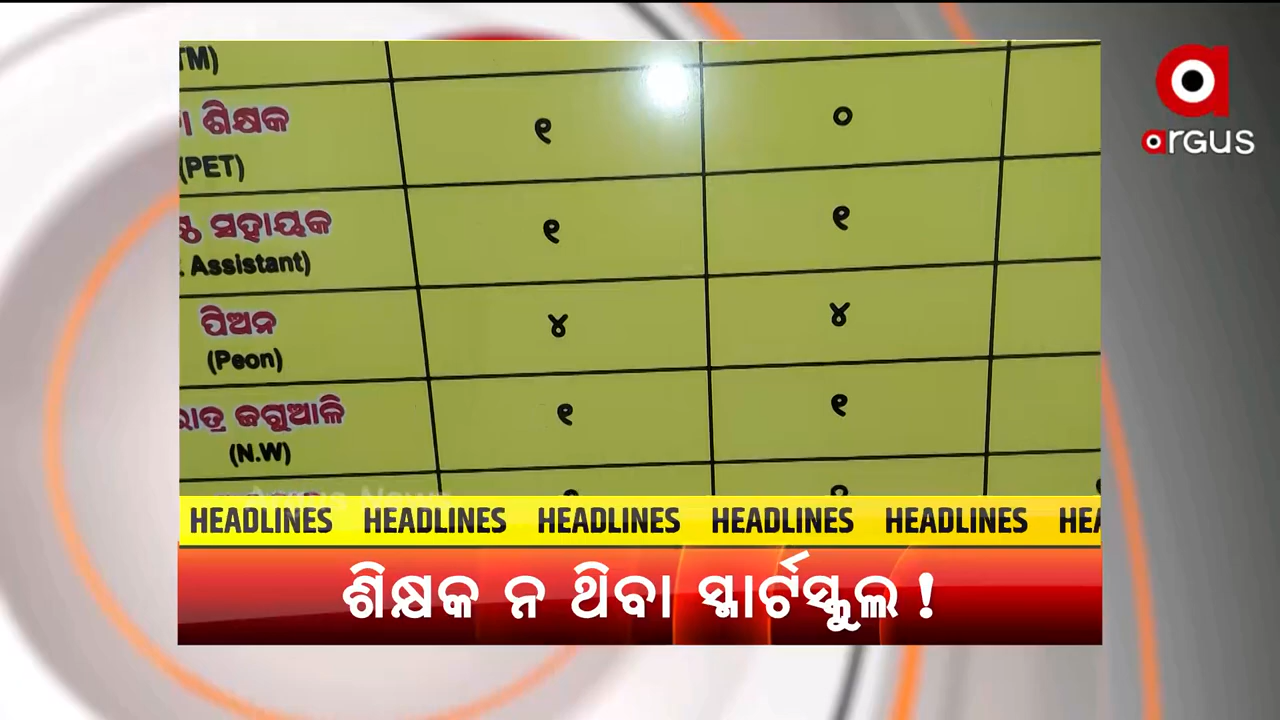 TM)
ଶିକ୍ଷକ ୧ ୦
(PET)
ସହାୟକ ୧ ୧
Assistant)
ପିଅନ ୪ ୪
(Peon)
ଜଗୁଆଳି ୧ ୧
(N.W)
argus
HEADLINES HEADLINES HEADLINES HEADLINES HEADLINES HEA
ଶିକ୍ଷକ ନ ଥିବା ସ୍ମାର୍ଟସ୍କୁଲ !